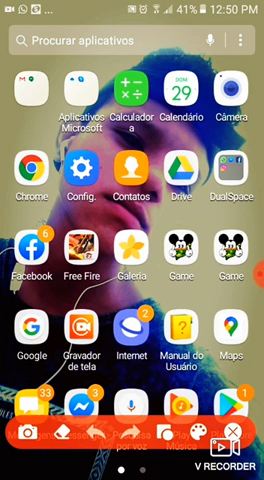 41% 12:50 PM
Procurar aplicativos
Aplicativos
Microsoft
Calculador
a
DOM
29
Calendário
Câmera
Chrome
Config.
Contatos
Drive
DualSpace
6
Facebook
Free Fire
Galeria
Game
Game
2
Google
Gravador
de tela
Internet
Manual do
Usuário
Maps
33
3
1
por voz
Música
V RECORDER